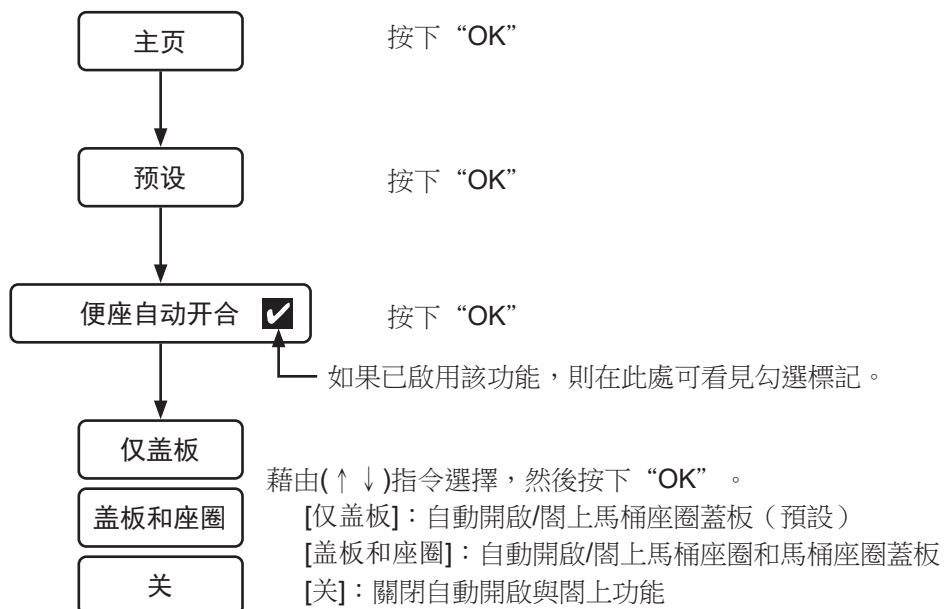 主页 按下“OK”
预设 按下“OK”
便座自动开合 ✔ 按下“OK”
如果已啟用該功能，則在此處可看見勾選標記。
仅盖板
藉由(↑↓)指令選擇，然後按下“OK”。
盖板和座圈 [仅盖板]：自動開啟/閤上馬桶座圈蓋板（預設）
[盖板和座圈]：自動開啟/閤上馬桶座圈和馬桶座圈蓋板
关 [关]：關閉自動開啟與閤上功能